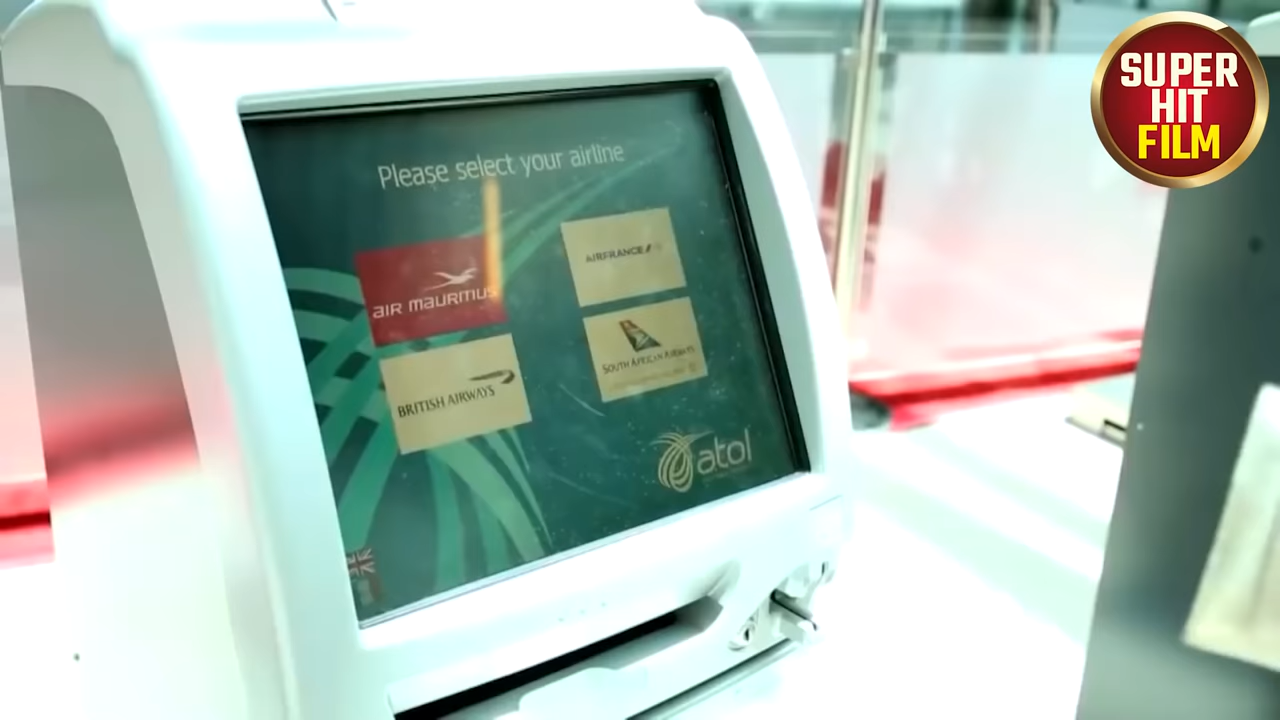 SUPER
HIT
FILM
Please select your airline
AIR MAURITIUS
AIRFRANCE
BRITISH AIRWAYS
SOUTH AFRICAN AIRWAYS
atol